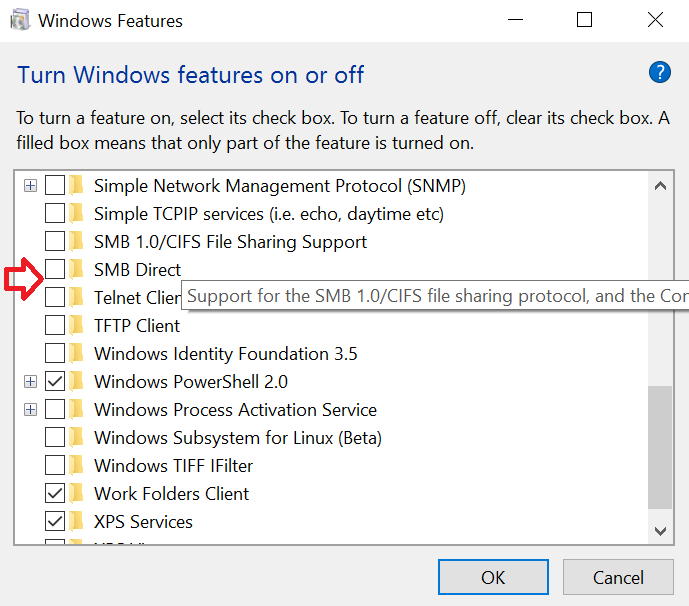 Windows Features
Turn Windows features on or off
To turn a feature on, select its check box. To turn a feature off, clear its check box. A
filled box means that only part of the feature is turned on.
Simple Network Management Protocol (SNMP)
Simple TCPIP services (i.e. echo, daytime etc)
SMB 1.0/CIFS File Sharing Support
SMB Direct
Telnet Clien
Support for the SMB 1.0/CIFS file sharing protocol, and the Co
TFTP Client
Windows Identity Foundation 3.5
Windows PowerShell 2.0
Windows Process Activation Service
Windows Subsystem for Linux (Beta)
Windows TIFF IFilter
Work Folders Client
XPS Services
OK
Cancel